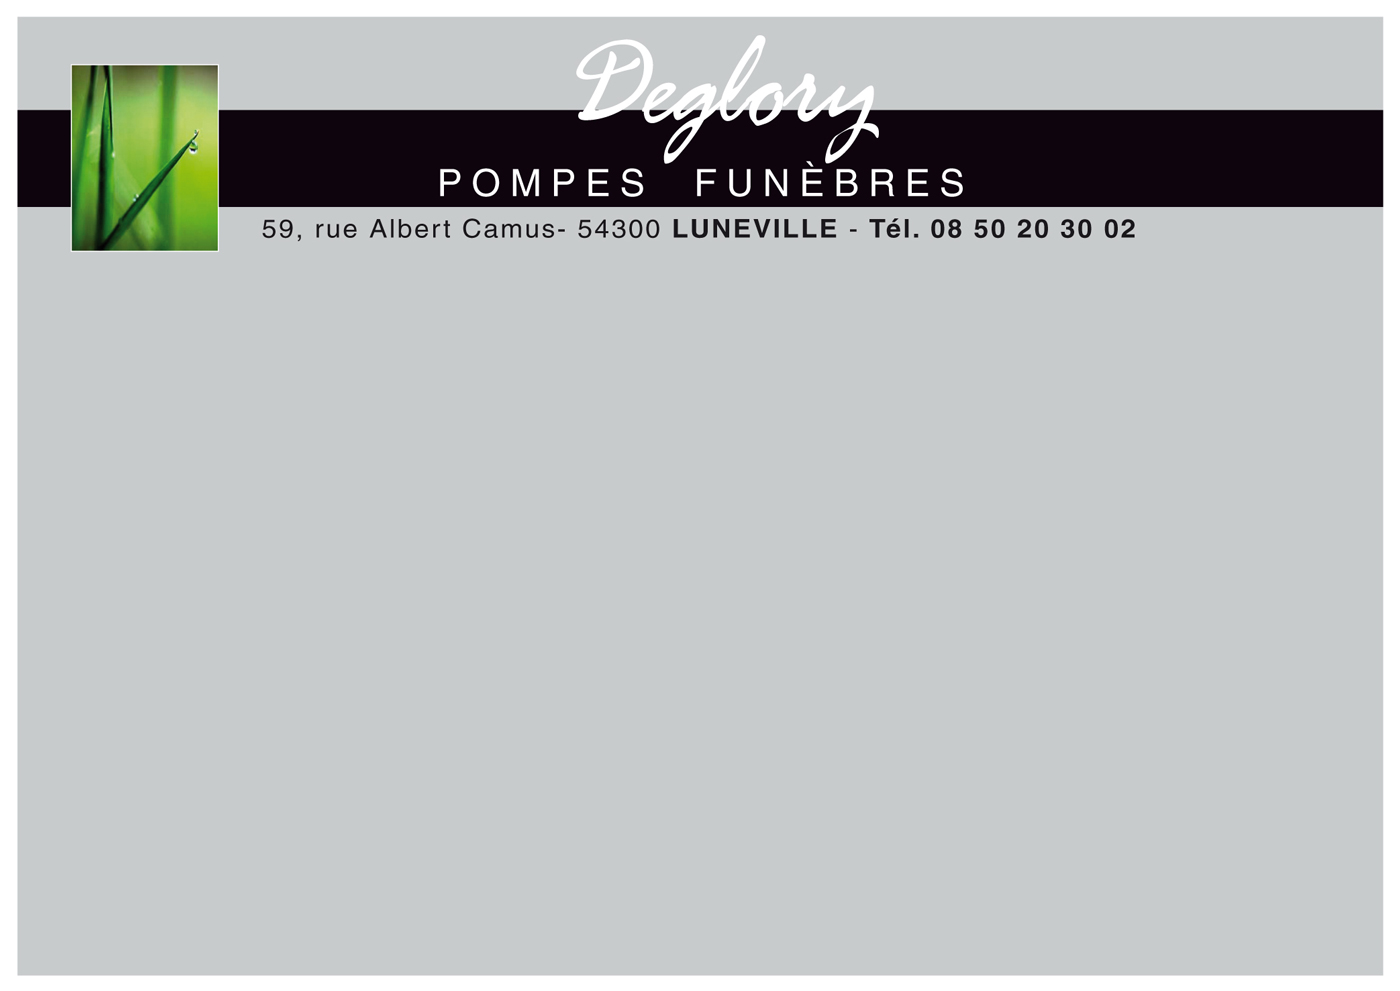 Deglory
POMPES FUNÈBRES
59, rue Albert Camus- 54300 LUNEVILLE - Tél. 08 50 20 30 02